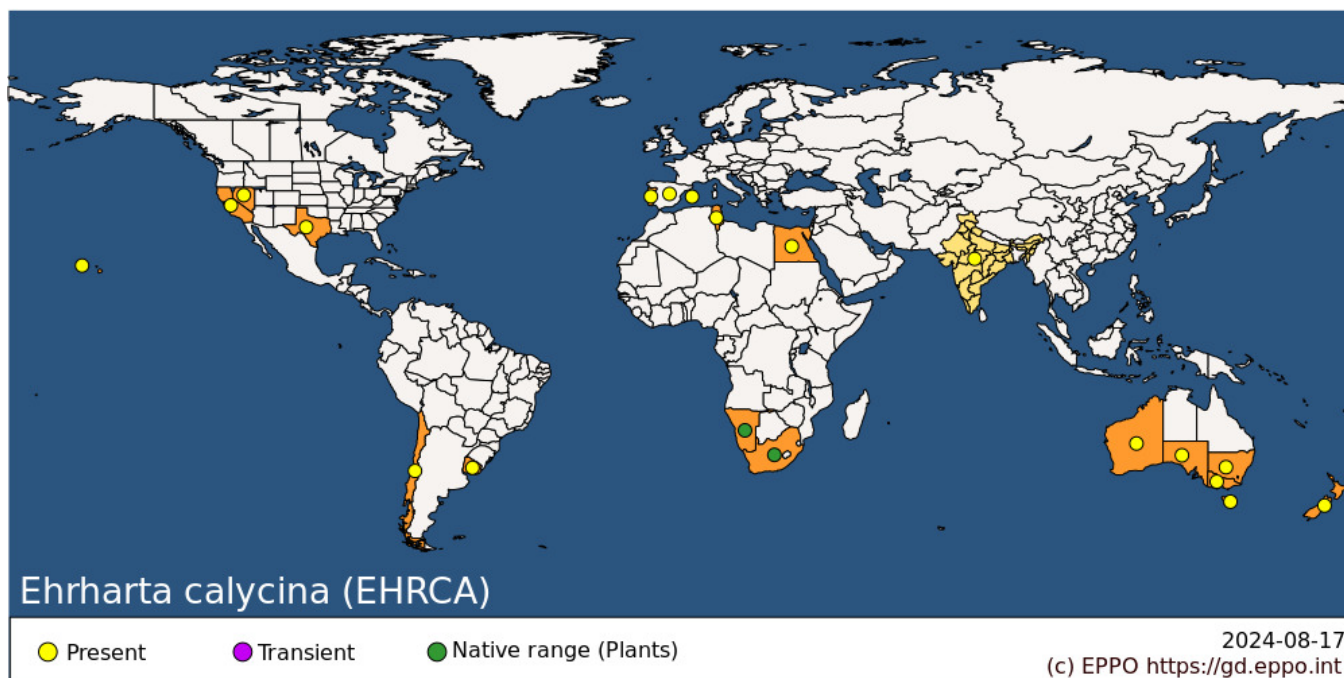 Ehrharta calycina (EHRCA)
Present
Transient
Native range (Plants)
2024-08-17
(c) EPPO https://gd.eppo.int